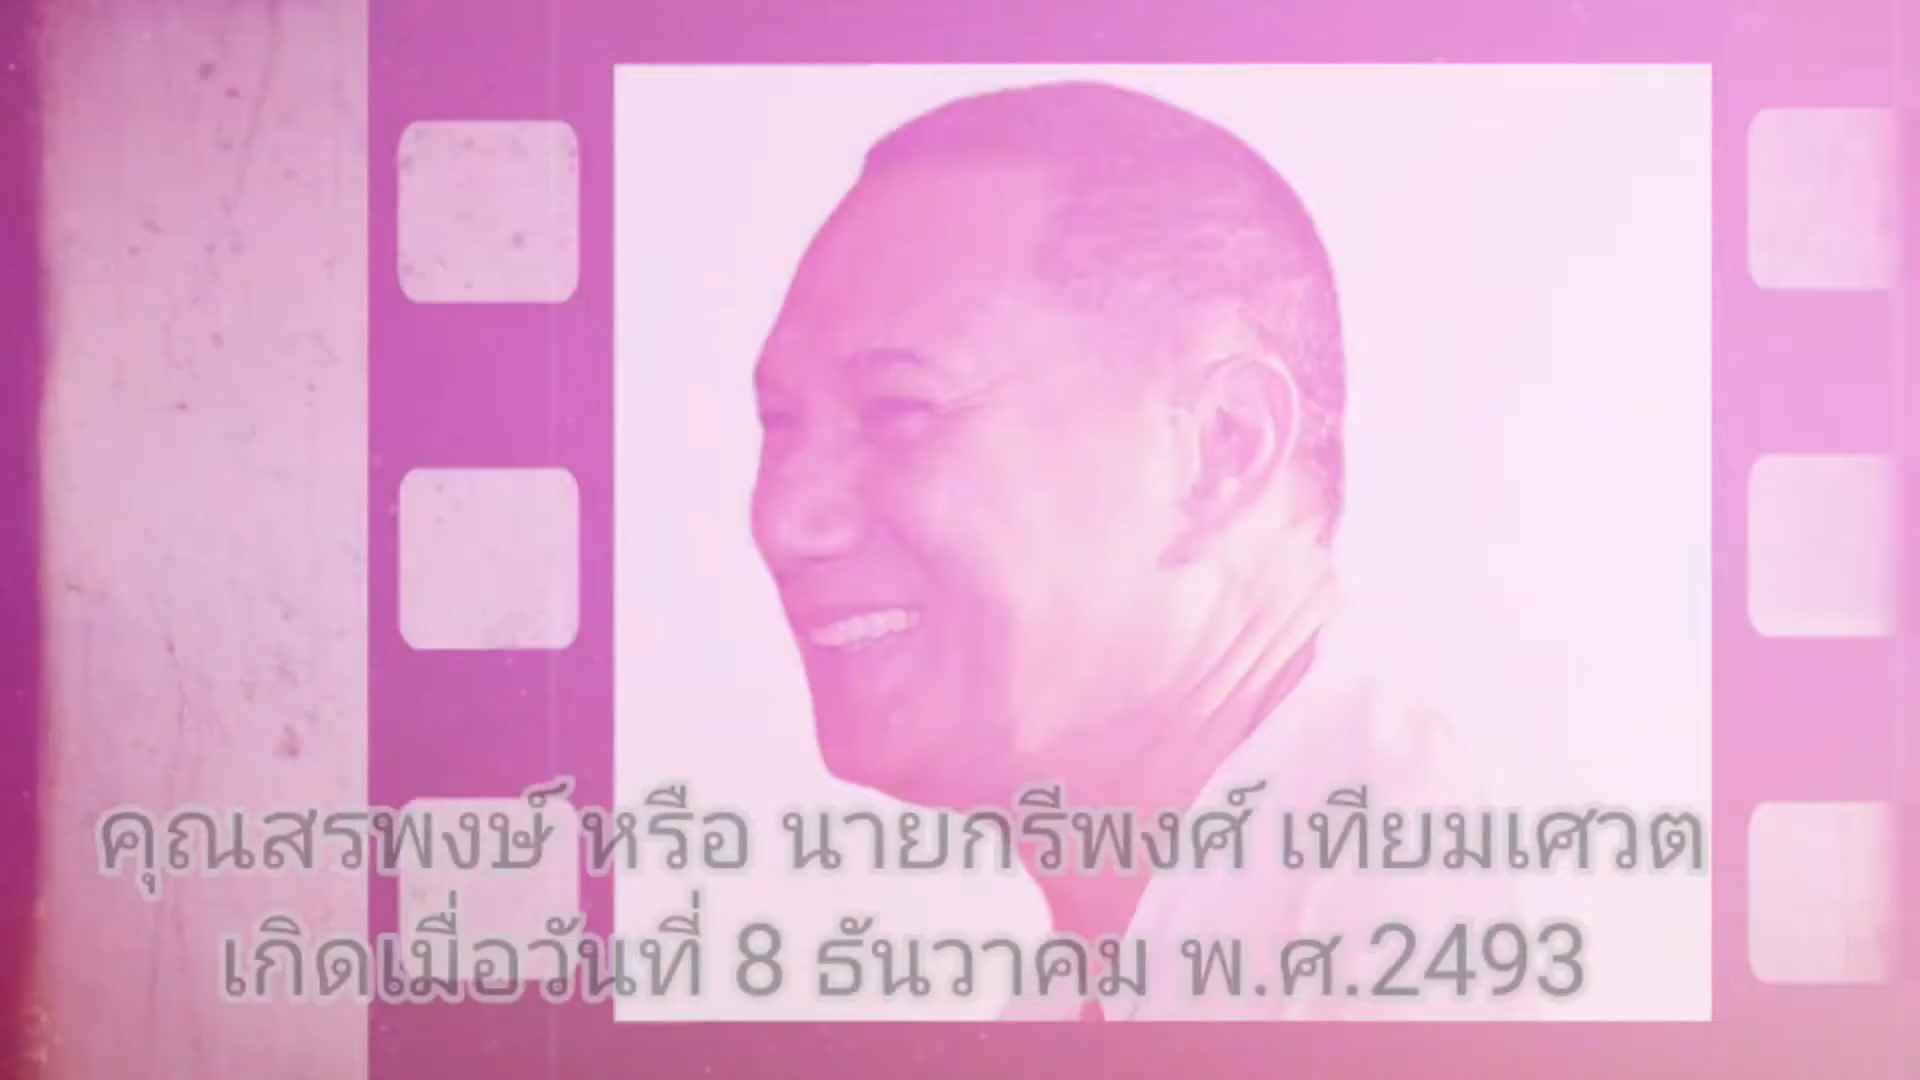 คุณสรพงษ์ หรือ นายกรีพงศ์ เทียมเศวต
เกิดเมื่อวันที่ 8 ธันวาคม พ.ศ.2493